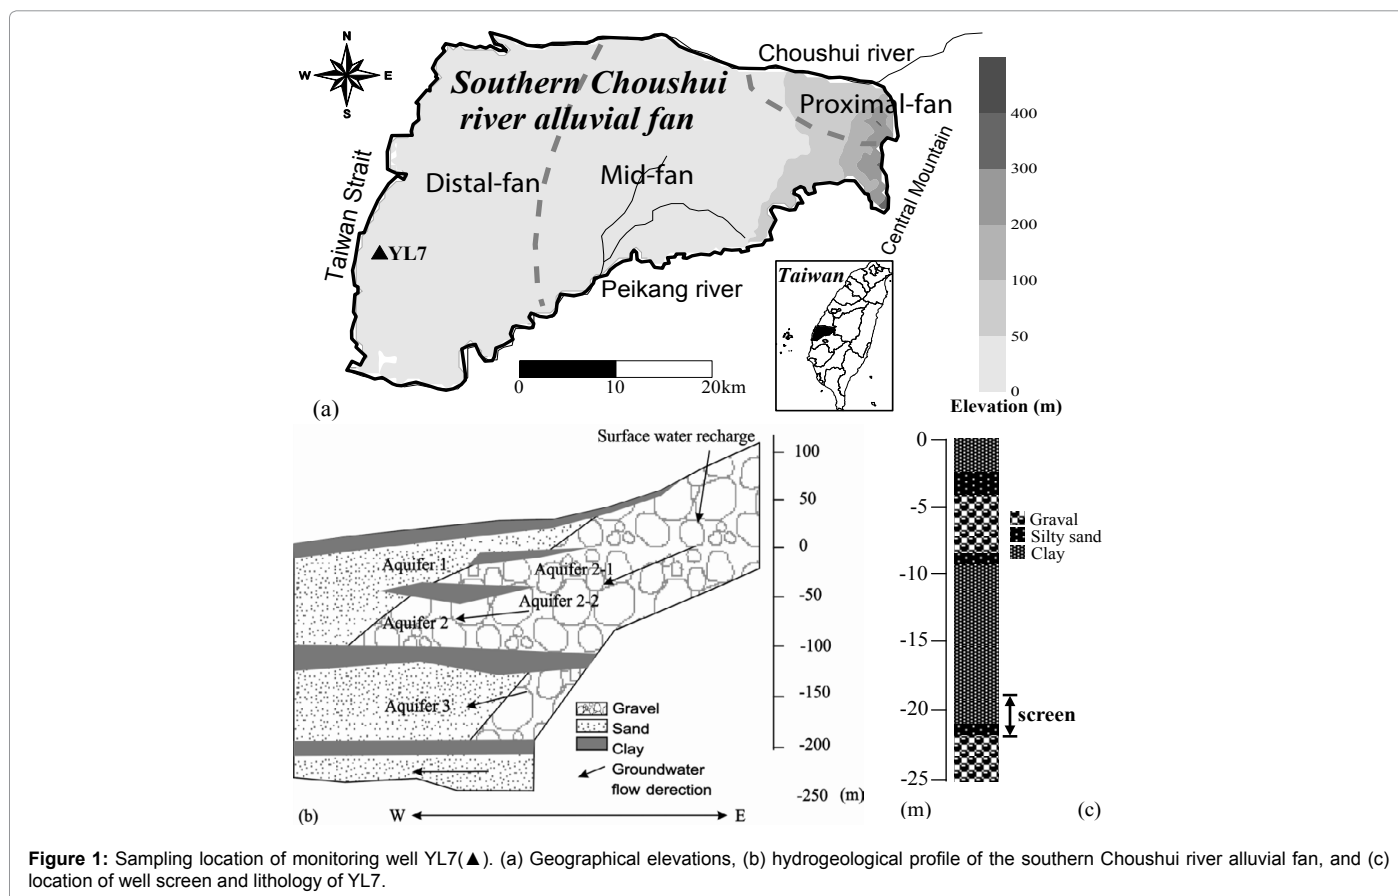 N
W
E
S
Choushui river
Southern Choushui
river alluvial fan
Proximal-fan
Distal-fan
Mid-fan
Taiwan Strait
▲YL7
Central Mountain
Peikang river
Taiwan
0
10
20km
400
300
200
100
50
0
Elevation (m)
(a)
Surface water recharge
100
50
0
-50
-100
-150
-200
-250 (m)
Aquifer 1
Aquifer 2-1
Aquifer 2-2
Aquifer 2
Aquifer 3
Gravel
Sand
Clay
Groundwater
flow derection
(b)
W
E
0
-5
-10
-15
-20
-25
(m)
Graval
Silty sand
Clay
screen
(c)
Figure 1: Sampling location of monitoring well YL7(▲). (a) Geographical elevations, (b) hydrogeological profile of the southern Choushui river alluvial fan, and (c)
location of well screen and lithology of YL7.